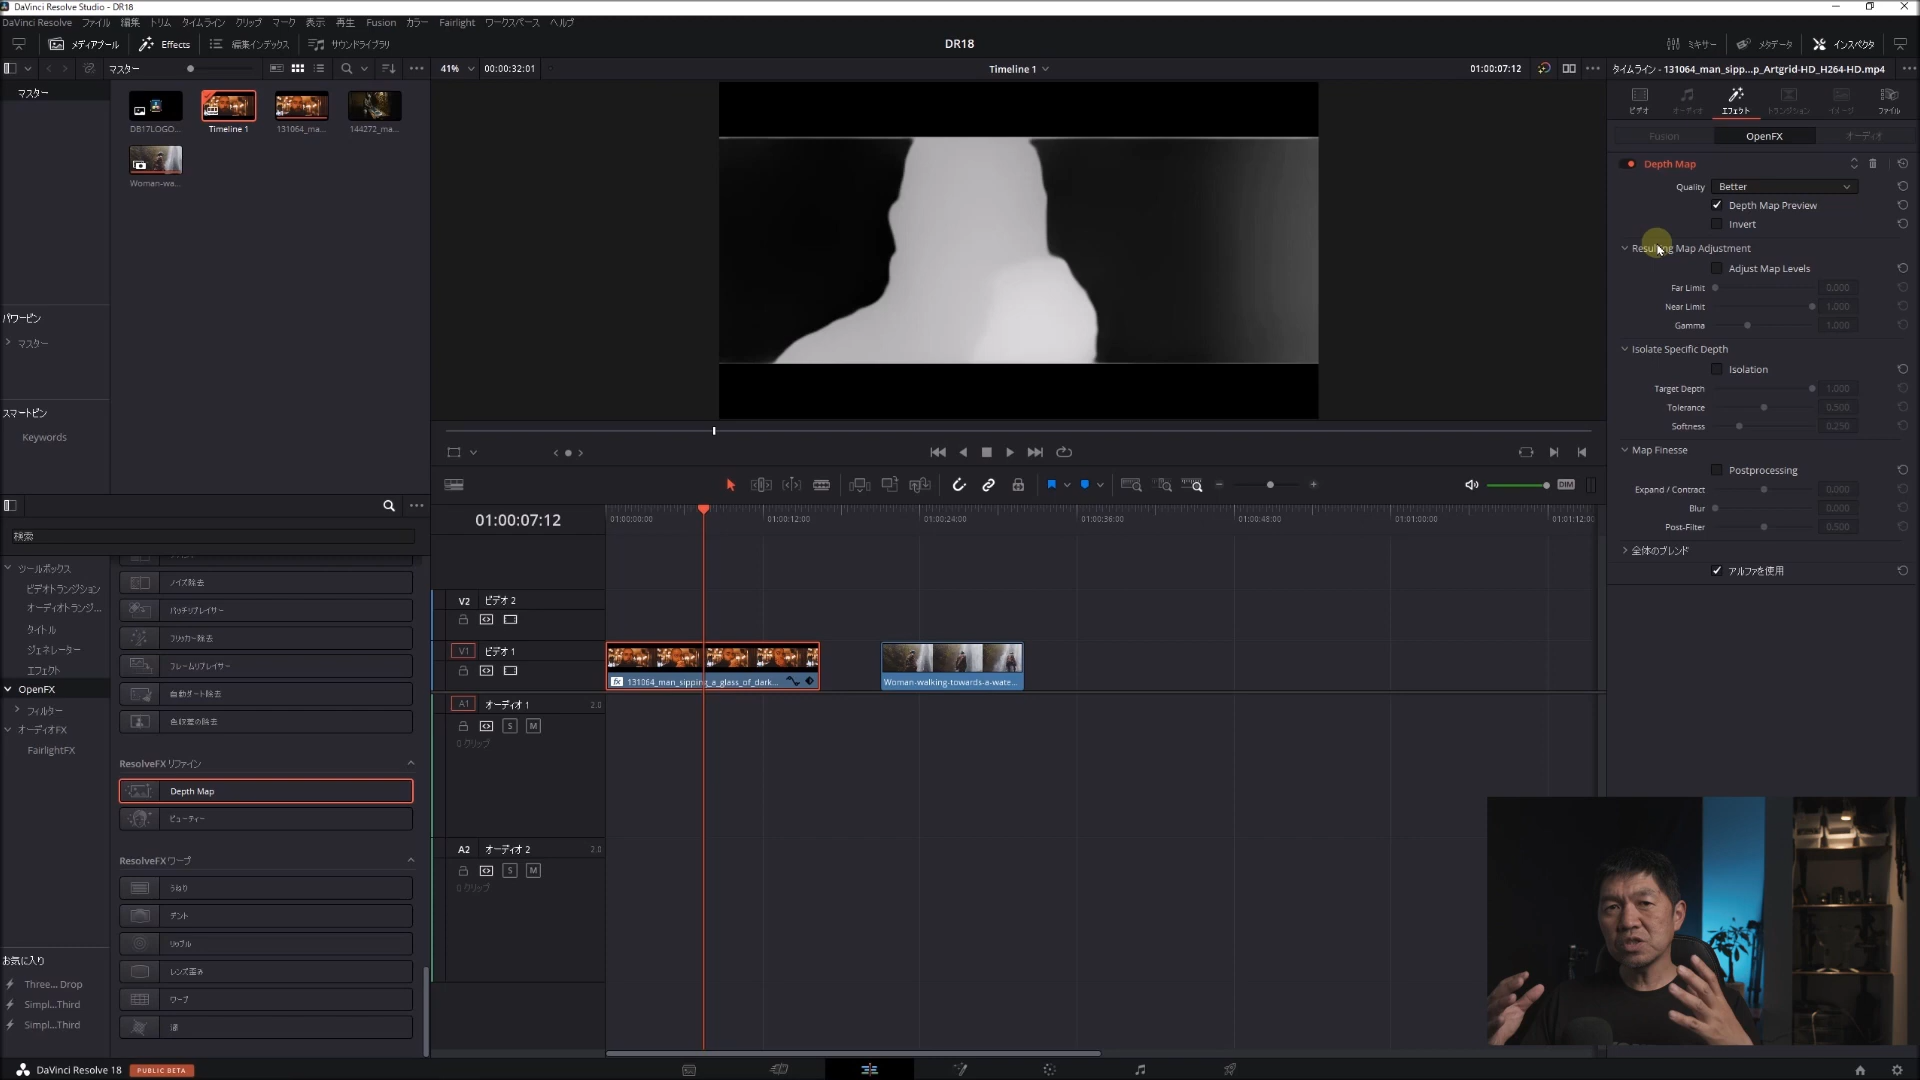 DaVinci Resolve Studio - DR18
DaVinci Resolve ファイル 編集 トリム タイムライン クリップ マーク 表示 再生 Fusion カラー Fairlight ワークスペース ヘルプ
メディアプール Effects 編集インデックス サウンドライブラリ
DR18
ミキサー メタデータ インスペクタ
マスター
41% 00:00:32:01
Timeline 1
01:00:07:12
タイムライン - 131064_man_sipp...p_Artgrid-HD_H264-HD.mp4
マスター
DB17LOGO...
Timeline 1
131064_ma...
144272_ma...
Woman-wa...
パワービン
マスター
スマートビン
Keywords
ビデオ オーディオ エフェクト トランジション イメージ ファイル
Fusion OpenFX オーディオ
Depth Map
Quality Better
Depth Map Preview
Invert
Resulting Map Adjustment
Adjust Map Levels
Far Limit 0.000
Near Limit 1.000
Gamma 1.000
Isolate Specific Depth
Isolation
Target Depth 1.000
Tolerance 0.500
Softness 0.250
Map Finesse
Postprocessing
Expand / Contract 0.000
Blur 0.000
Post-Filter 0.500
全体のブレンド
アルファを使用
検索
ツールボックス
ビデオトランジション
オーディオトランジ...
タイトル
ジェネレーター
エフェクト
OpenFX
フィルター
オーディオFX
FairlightFX
お気に入り
Three... Drop
Simpl...Third
Simpl...Third
ノイズ除去
パッチリプレイサー
フリッカー除去
フレームリプレイサー
自動ダート除去
色収差の除去
ResolveFX リファイン
Depth Map
ビューティー
ResolveFX ワープ
うねり
デント
リップル
レンズ歪み
ワープ
渦
DIM
01:00:07:12
01:00:00:00 01:00:12:00 01:00:24:00 01:00:36:00 01:00:48:00 01:01:00:00 01:01:12:00
V2 ビデオ 2
V1 ビデオ 1
fx 131064_man_sipping_a_glass_of_dark...
Woman-walking-towards-a-wate...
A1 オーディオ 1 2.0
S M
0 クリップ
A2 オーディオ 2 2.0
S M
0 クリップ
DaVinci Resolve 18 PUBLIC BETA